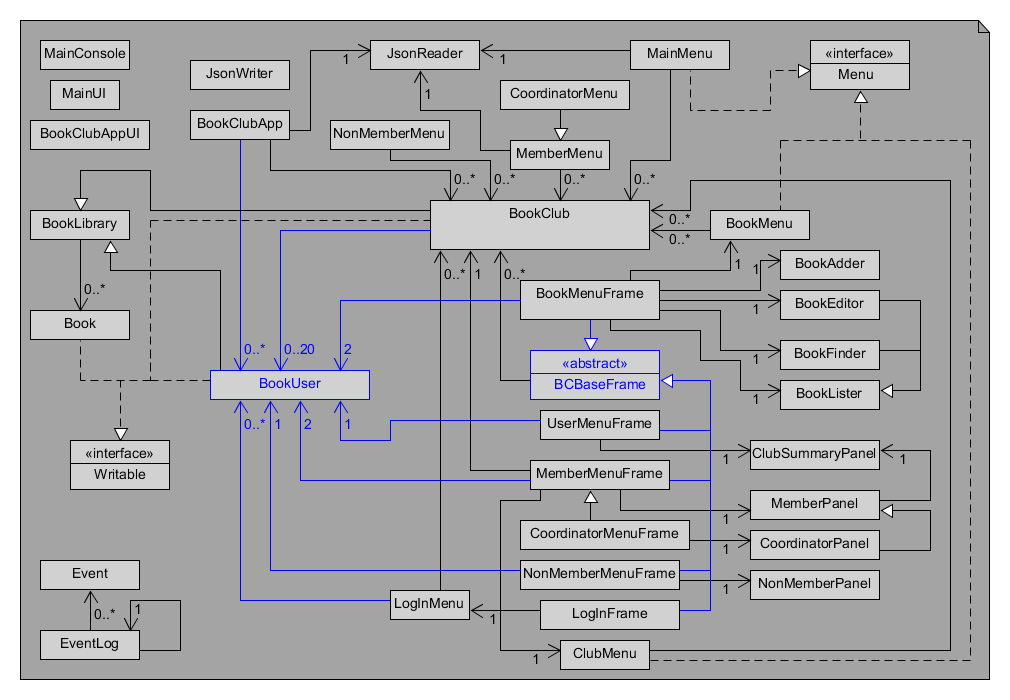 MainConsole
MainUI
BookClubAppUI
JsonWriter
BookClubApp
JsonReader
1
1
1
MainMenu
«interface»
Menu
CoordinatorMenu
NonMemberMenu
MemberMenu
0..*
0..*
0..*
0..*
BookLibrary
BookClub
0..*
0..*
BookMenu
0..*
1
0..*
1
0..*
Book
BookMenuFrame
1
BookAdder
1
BookEditor
1
BookFinder
1
BookLister
0..*
0..20
2
BookUser
«abstract»
BCBaseFrame
0..*
1
2
1
UserMenuFrame
«interface»
Writable
1
ClubSummaryPanel
1
MemberMenuFrame
1
MemberPanel
CoordinatorMenuFrame
1
CoordinatorPanel
NonMemberMenuFrame
1
NonMemberPanel
Event
0..*
1
EventLog
LogInMenu
1
LogInFrame
1
ClubMenu